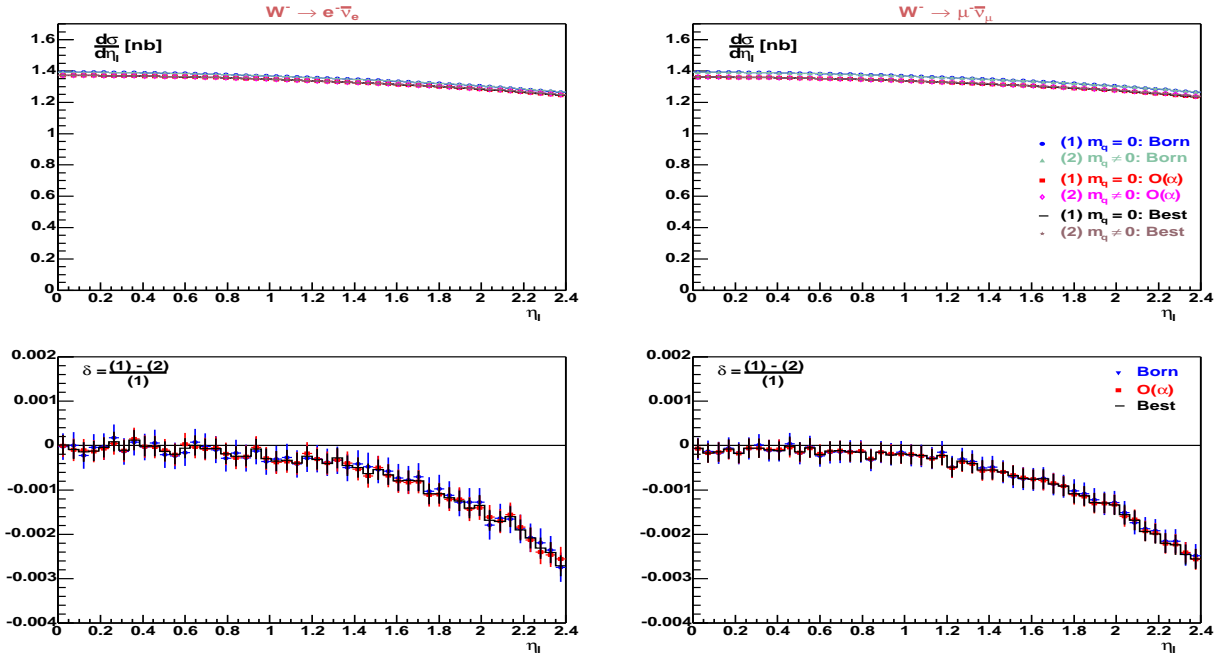 W⁻ → e⁻ν̅ₑ
dσ/dηₗ [nb]
1.6
1.4
1.2
1
0.8
0.6
0.4
0.2
0
0 0.2 0.4 0.6 0.8 1 1.2 1.4 1.6 1.8 2 2.2 2.4
ηₗ
W⁻ → μ⁻ν̅_μ
dσ/dηₗ [nb]
1.6
1.4
1.2
1
0.8
0.6
0.4
0.2
0
(1) m_q = 0: Born
(2) m_q ≠ 0: Born
(1) m_q = 0: O(α)
(2) m_q ≠ 0: O(α)
(1) m_q = 0: Best
(2) m_q ≠ 0: Best
0 0.2 0.4 0.6 0.8 1 1.2 1.4 1.6 1.8 2 2.2 2.4
ηₗ
δ = (1) - (2)
(1)
0.002
0.001
0
-0.001
-0.002
-0.003
-0.004
0 0.2 0.4 0.6 0.8 1 1.2 1.4 1.6 1.8 2 2.2 2.4
ηₗ
δ = (1) - (2)
(1)
Born
O(α)
Best
0.002
0.001
0
-0.001
-0.002
-0.003
-0.004
0 0.2 0.4 0.6 0.8 1 1.2 1.4 1.6 1.8 2 2.2 2.4
ηₗ